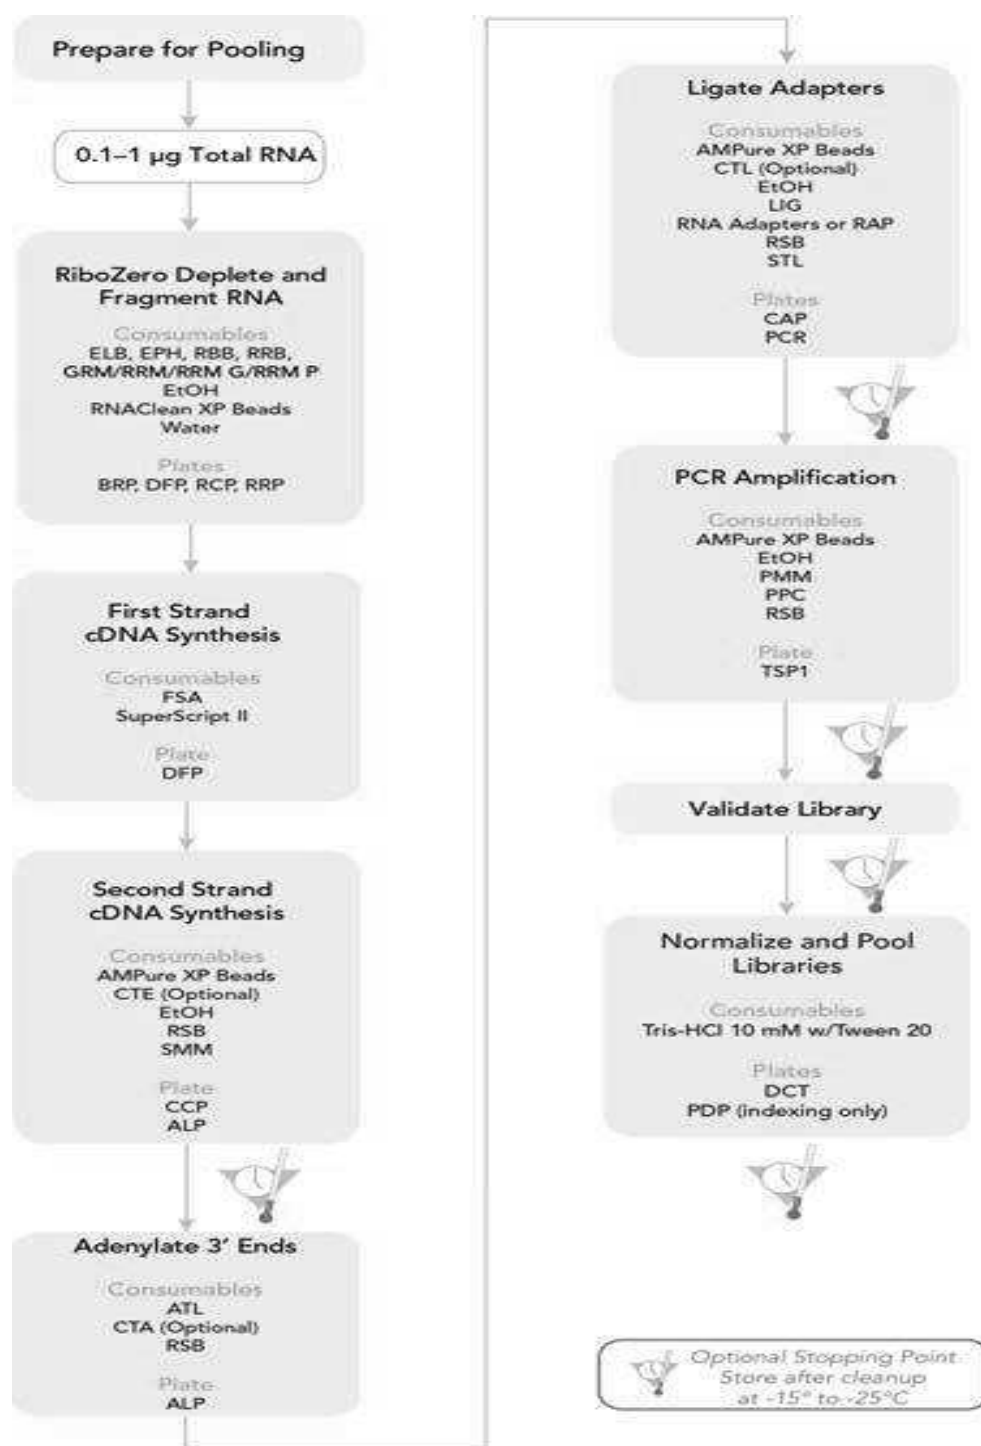 Prepare for Pooling
0.1–1 µg Total RNA
RiboZero Deplete and
Fragment RNA
Consumables
ELB, EPH, RBB, RRB,
GRM/RRM/RRM G/RRM P
EtOH
RNAClean XP Beads
Water
Plates
BRP, DFP, RCP, RRP
First Strand
cDNA Synthesis
Consumables
FSA
SuperScript II
Plate
DFP
Second Strand
cDNA Synthesis
Consumables
AMPure XP Beads
CTE (Optional)
EtOH
RSB
SMM
Plate
CCP
ALP
Adenylate 3′ Ends
Consumables
ATL
CTA (Optional)
RSB
Plate
ALP
Ligate Adapters
Consumables
AMPure XP Beads
CTL (Optional)
EtOH
LIG
RNA Adapters or RAP
RSB
STL
Plates
CAP
PCR
PCR Amplification
Consumables
AMPure XP Beads
EtOH
PMM
PPC
RSB
Plate
TSP1
Validate Library
Normalize and Pool
Libraries
Consumables
Tris-HCl 10 mM w/Tween 20
Plates
DCT
PDP (indexing only)
Optional Stopping Point
Store after cleanup
at -15° to -25°C